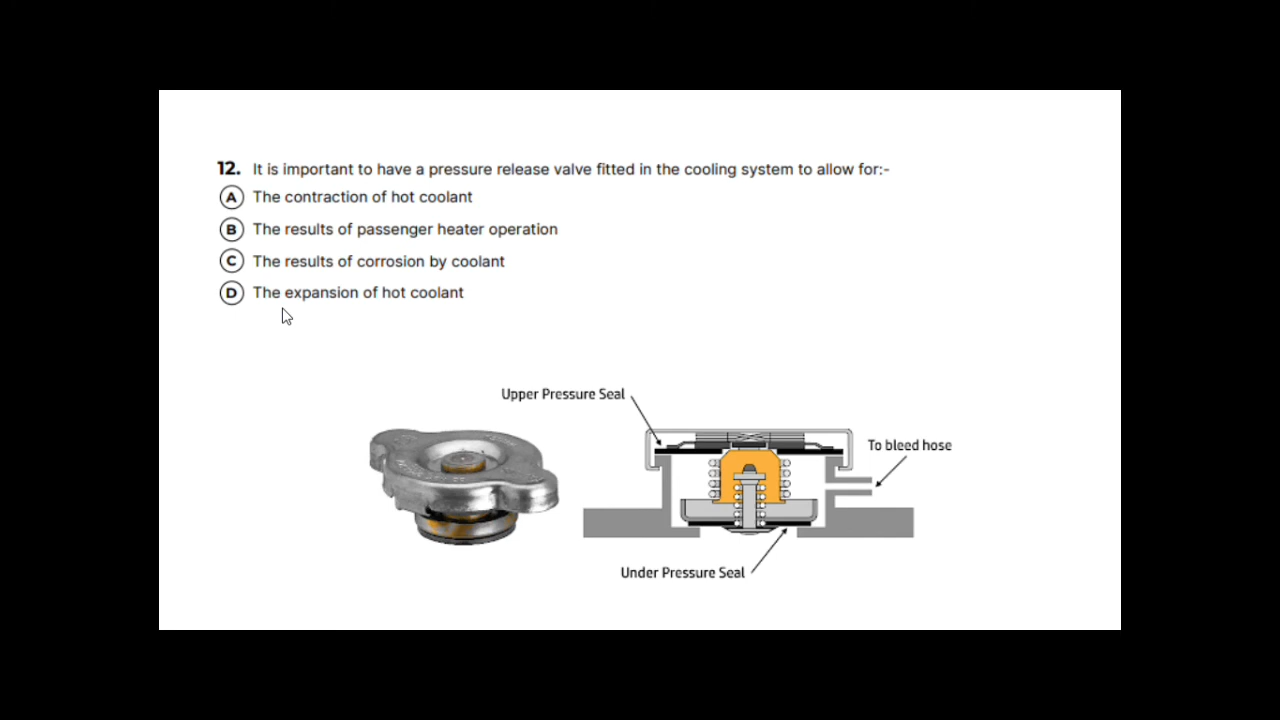 12. It is important to have a pressure release valve fitted in the cooling system to allow for:-
A The contraction of hot coolant
B The results of passenger heater operation
C The results of corrosion by coolant
D The expansion of hot coolant
Upper Pressure Seal
To bleed hose
Under Pressure Seal